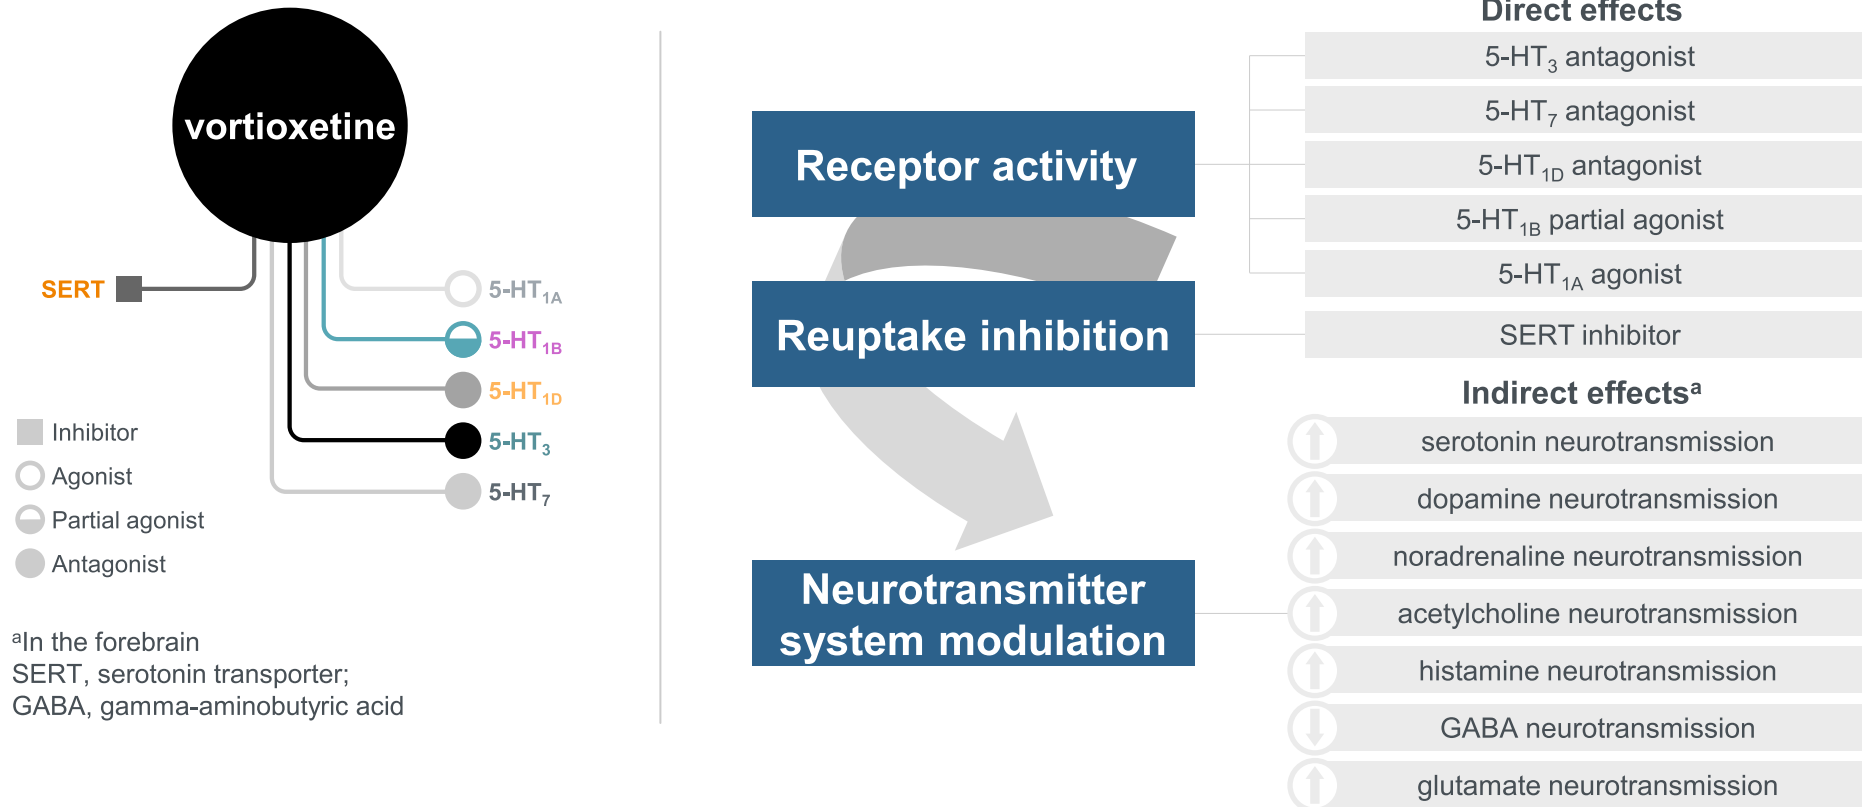 vortioxetine
SERT
5-HT1A
5-HT1B
5-HT1D
5-HT3
5-HT7
Inhibitor
Agonist
Partial agonist
Antagonist
aIn the forebrain
SERT, serotonin transporter;
GABA, gamma-aminobutyric acid
Receptor activity
Reuptake inhibition
Neurotransmitter
system modulation
Direct effects
5-HT3 antagonist
5-HT7 antagonist
5-HT1D antagonist
5-HT1B partial agonist
5-HT1A agonist
SERT inhibitor
Indirect effectsa
serotonin neurotransmission
dopamine neurotransmission
noradrenaline neurotransmission
acetylcholine neurotransmission
histamine neurotransmission
GABA neurotransmission
glutamate neurotransmission